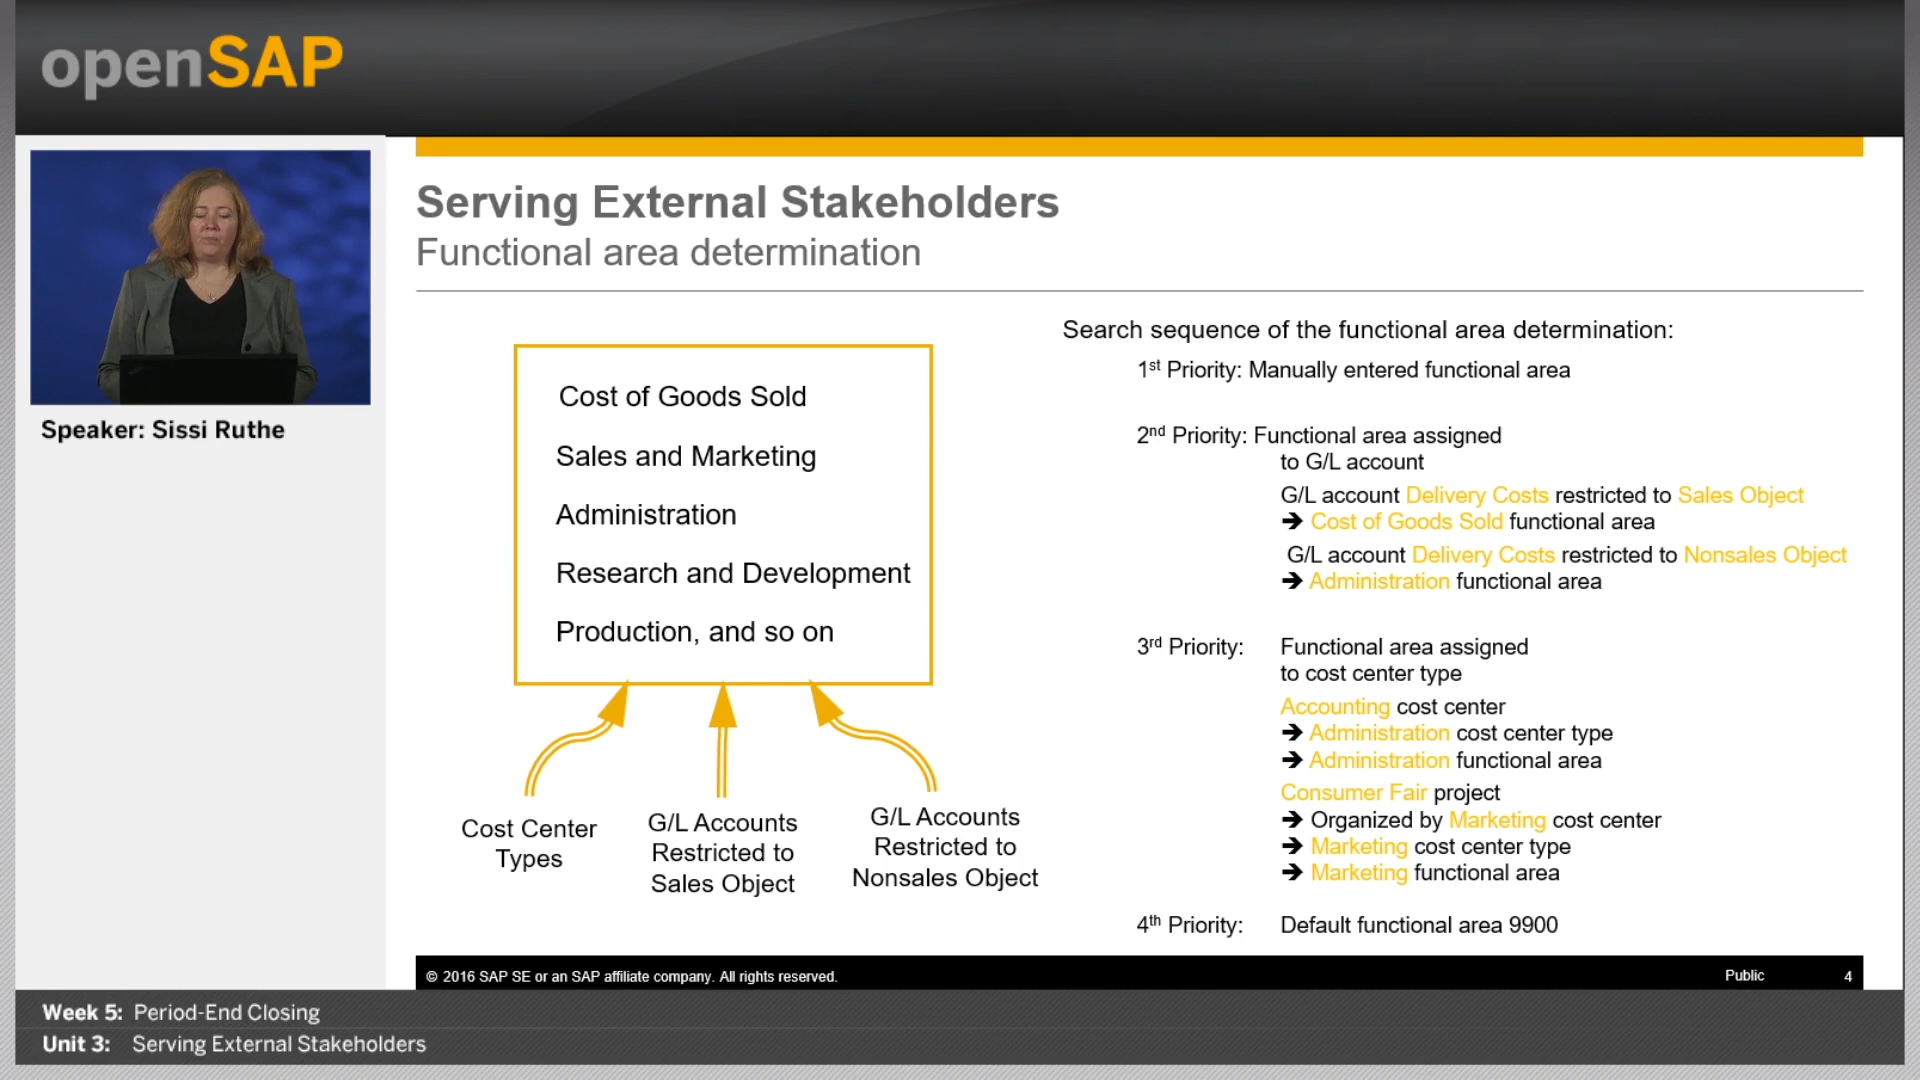 openSAP
Speaker: Sissi Ruthe
Serving External Stakeholders
Functional area determination
Cost of Goods Sold
Sales and Marketing
Administration
Research and Development
Production, and so on
Cost Center
Types
G/L Accounts
Restricted to
Sales Object
G/L Accounts
Restricted to
Nonsales Object
Search sequence of the functional area determination:
1st Priority: Manually entered functional area
2nd Priority: Functional area assigned
to G/L account
G/L account Delivery Costs restricted to Sales Object
➔ Cost of Goods Sold functional area
G/L account Delivery Costs restricted to Nonsales Object
➔ Administration functional area
3rd Priority: Functional area assigned
to cost center type
Accounting cost center
➔ Administration cost center type
➔ Administration functional area
Consumer Fair project
➔ Organized by Marketing cost center
➔ Marketing cost center type
➔ Marketing functional area
4th Priority: Default functional area 9900
© 2016 SAP SE or an SAP affiliate company. All rights reserved. Public 4
Week 5: Period-End Closing
Unit 3: Serving External Stakeholders